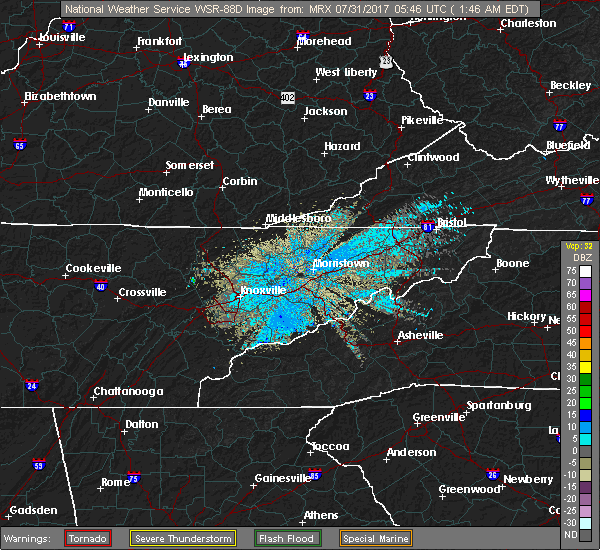 National Weather Service WSR-88D Image from: MRX 07/31/2017 05:46 UTC ( 1:46 AM EDT)
71
Charleston
Louisville
Frankfort
Morehead
64
Lexington
23
West liberty
Beckley
Elizabethtown
Danville
Berea
402
23
Jackson
Pikeville
77
65
Hazard
Bluefield
Somerset
Clintwood
Monticello
Corbin
Wytheville
77
Middlesboro
81
Bristol
Vcp: 32
DBZ
Cookeville
Morristown
Boone
75
70
40
Knoxville
65
Crossville
60
55
Hickory
Ne
50
Asheville
45
40
35
24
Cl
30
Chattanooga
25
Spartanburg
20
Dalton
Greenville
La
15
10
Toccoa
Anderson
5
59
75
85
26
0
Rome
Gainesville
Newberry
-5
Greenwood
-10
Gadsden
Athens
-15
-20
-25
-30
ND
Warnings:
Tornado
Severe Thunderstorm
Flash Flood
Special Marine